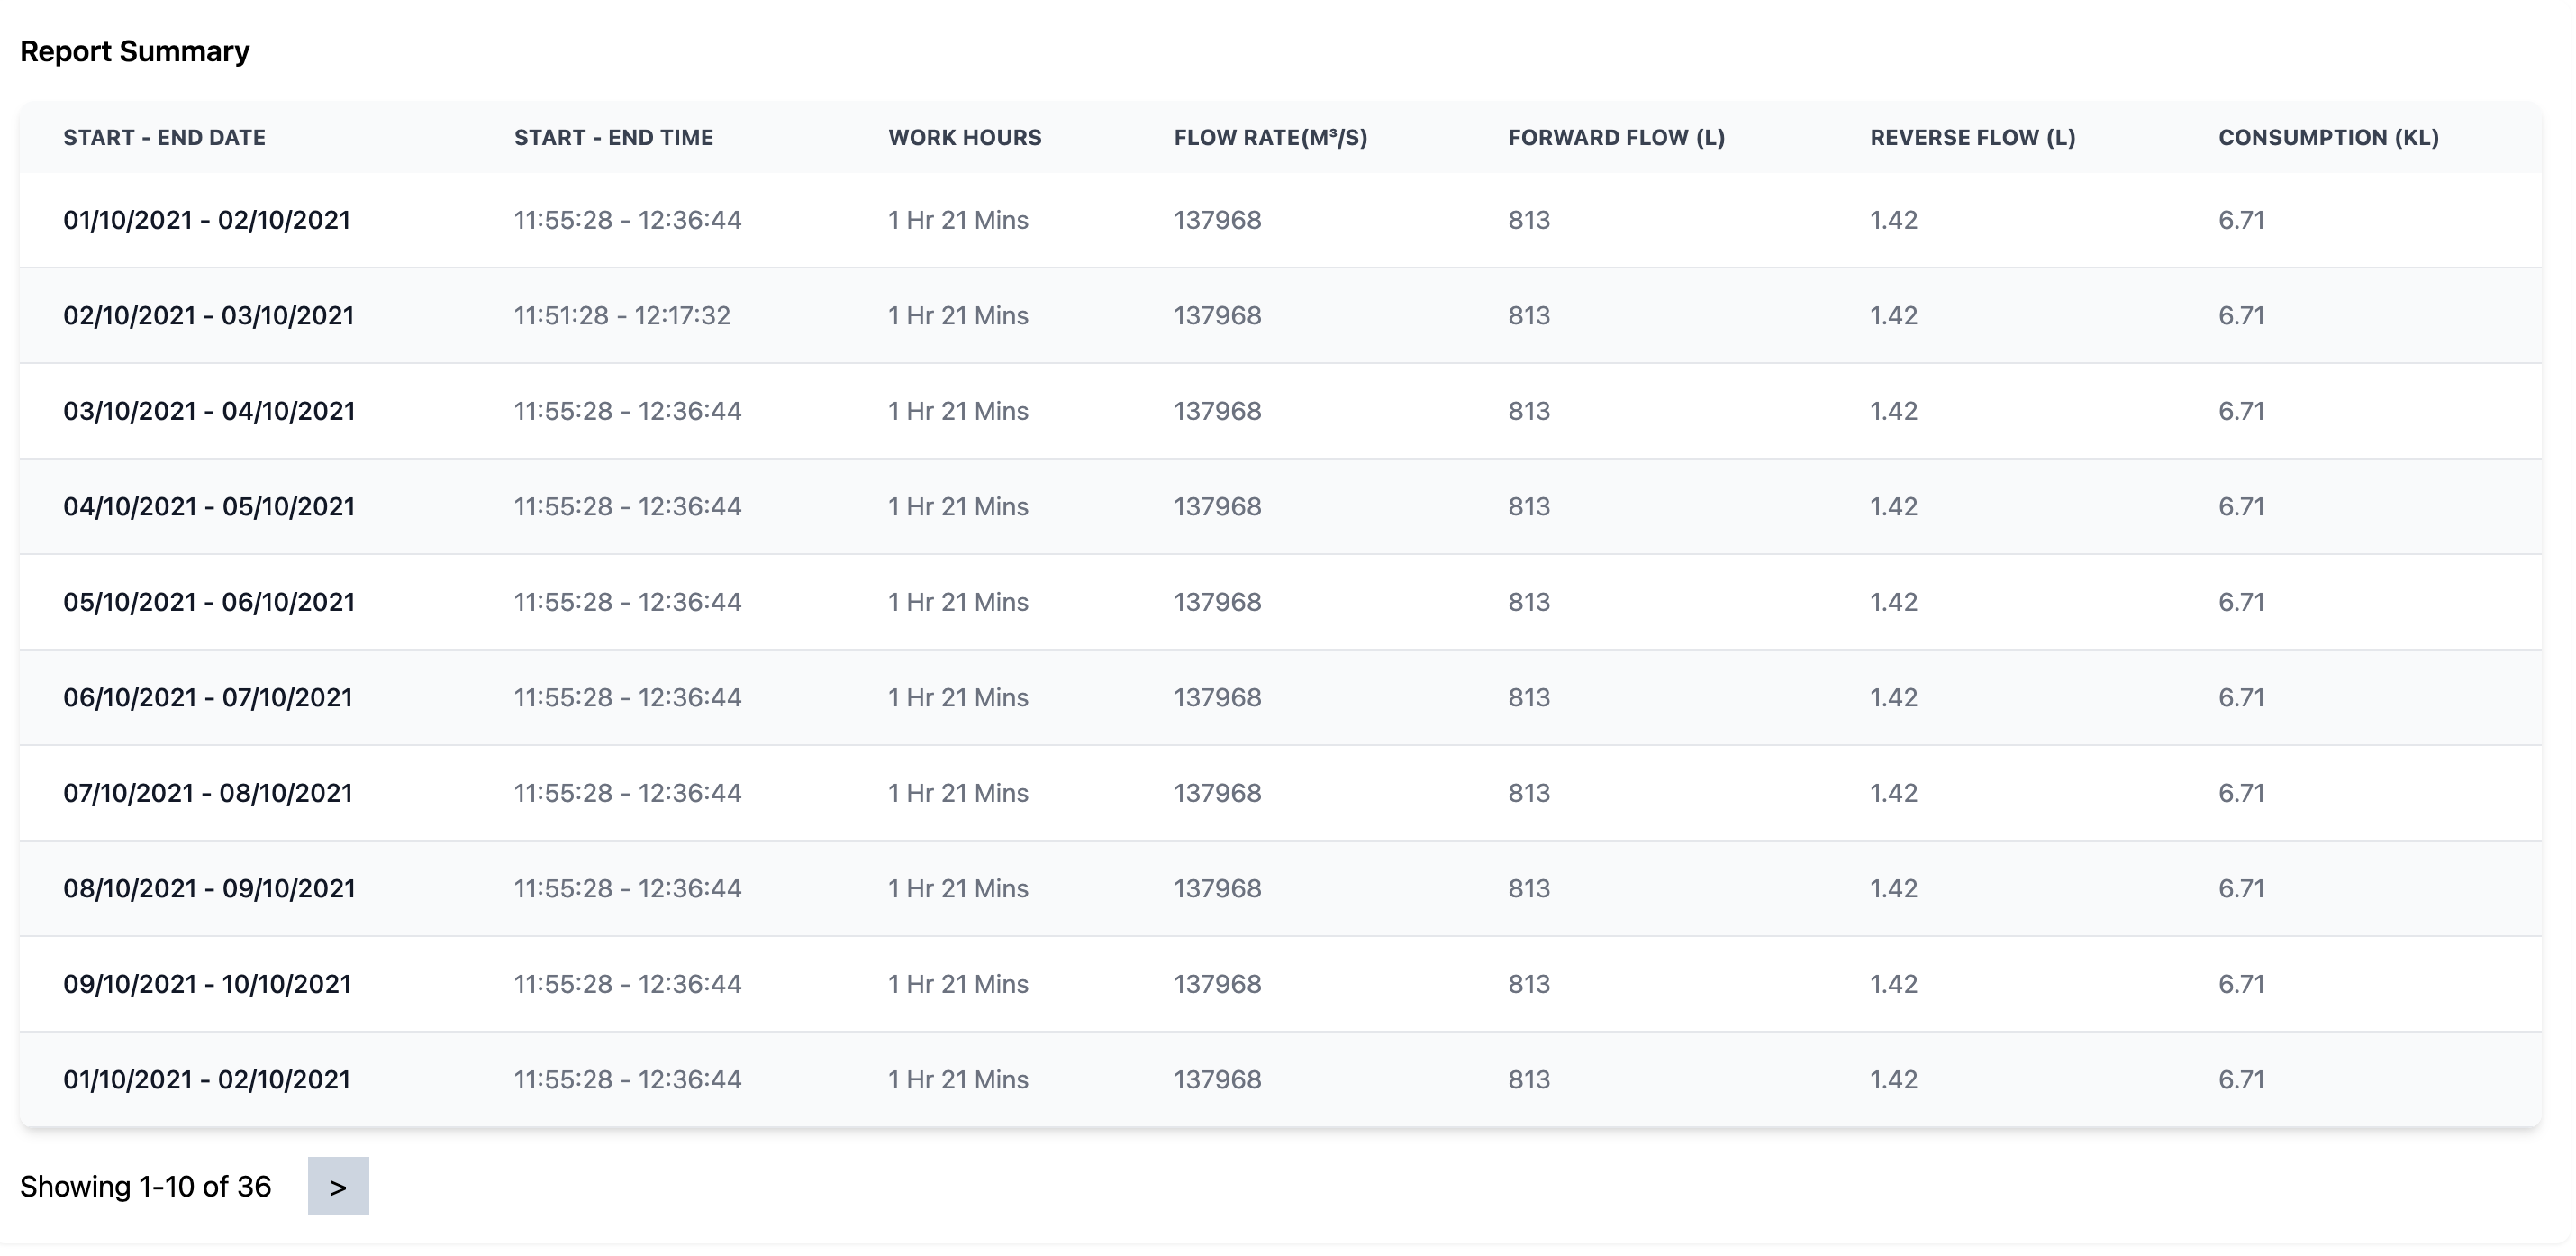 Report Summary
START - END DATE START - END TIME WORK HOURS FLOW RATE(M³/S) FORWARD FLOW (L) REVERSE FLOW (L) CONSUMPTION (KL)
01/10/2021 - 02/10/2021 11:55:28 - 12:36:44 1 Hr 21 Mins 137968 813 1.42 6.71
02/10/2021 - 03/10/2021 11:51:28 - 12:17:32 1 Hr 21 Mins 137968 813 1.42 6.71
03/10/2021 - 04/10/2021 11:55:28 - 12:36:44 1 Hr 21 Mins 137968 813 1.42 6.71
04/10/2021 - 05/10/2021 11:55:28 - 12:36:44 1 Hr 21 Mins 137968 813 1.42 6.71
05/10/2021 - 06/10/2021 11:55:28 - 12:36:44 1 Hr 21 Mins 137968 813 1.42 6.71
06/10/2021 - 07/10/2021 11:55:28 - 12:36:44 1 Hr 21 Mins 137968 813 1.42 6.71
07/10/2021 - 08/10/2021 11:55:28 - 12:36:44 1 Hr 21 Mins 137968 813 1.42 6.71
08/10/2021 - 09/10/2021 11:55:28 - 12:36:44 1 Hr 21 Mins 137968 813 1.42 6.71
09/10/2021 - 10/10/2021 11:55:28 - 12:36:44 1 Hr 21 Mins 137968 813 1.42 6.71
01/10/2021 - 02/10/2021 11:55:28 - 12:36:44 1 Hr 21 Mins 137968 813 1.42 6.71
Showing 1-10 of 36 >